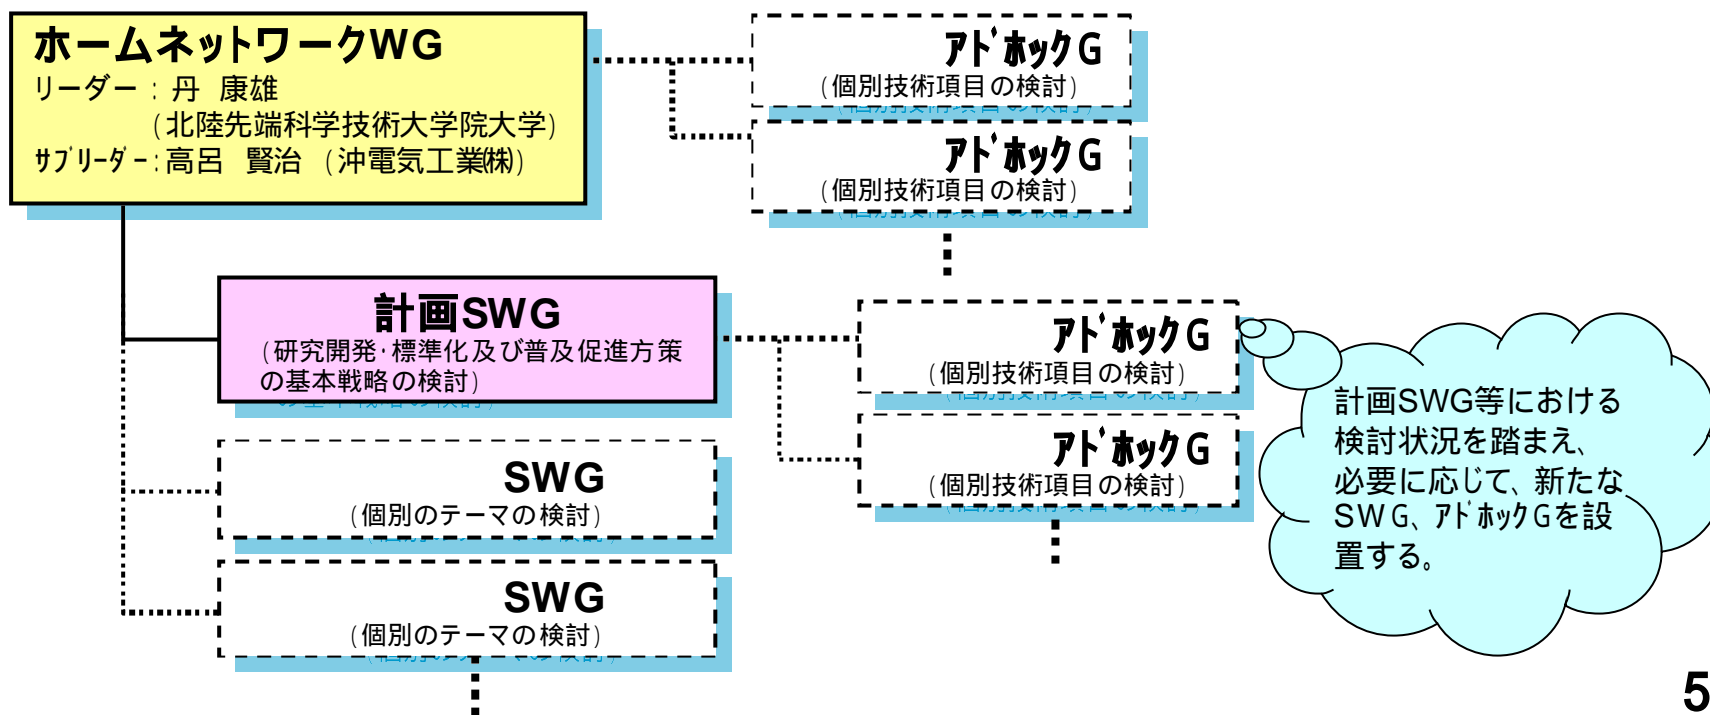 ホームネットワークWG
リーダー：丹　康雄
(北陸先端科学技術大学院大学)
ｻﾌﾞﾘｰﾀﾞｰ:高呂　賢治 (沖電気工業㈱)
ｱﾄﾞﾎｯｸG
(個別技術項目の検討)
ｱﾄﾞﾎｯｸG
(個別技術項目の検討)
計画SWG
(研究開発･標準化及び普及促進方策
の基本戦略の検討)
ｱﾄﾞﾎｯｸG
(個別技術項目の検討)
ｱﾄﾞﾎｯｸG
(個別技術項目の検討)
SWG
(個別のテーマの検討)
SWG
(個別のテーマの検討)
計画SWG等における
検討状況を踏まえ、
必要に応じて、新たな
SWG、ｱﾄﾞﾎｯｸGを設
置する。
5